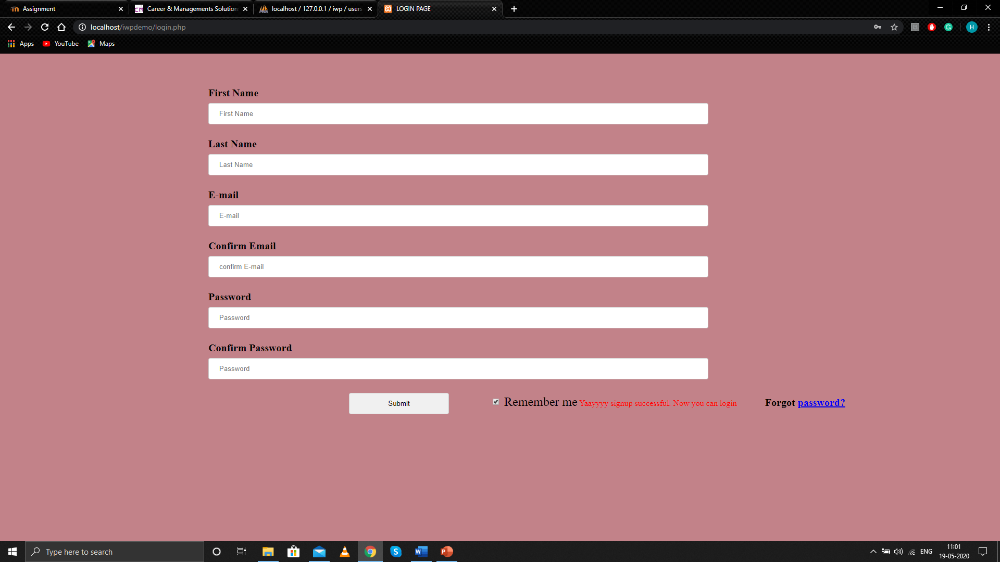 Assignment
Career & Managements Solution
localhost / 127.0.0.1 / iwp / users
LOGIN PAGE
localhost/iwpdemo/login.php
H
Apps
YouTube
Maps
First Name
First Name
Last Name
Last Name
E-mail
E-mail
Confirm Email
confirm E-mail
Password
Password
Confirm Password
Password
Submit
Remember me Yaayyyy signup successful. Now you can login
Forgot password?
Type here to search
ENG
11:01
19-05-2020